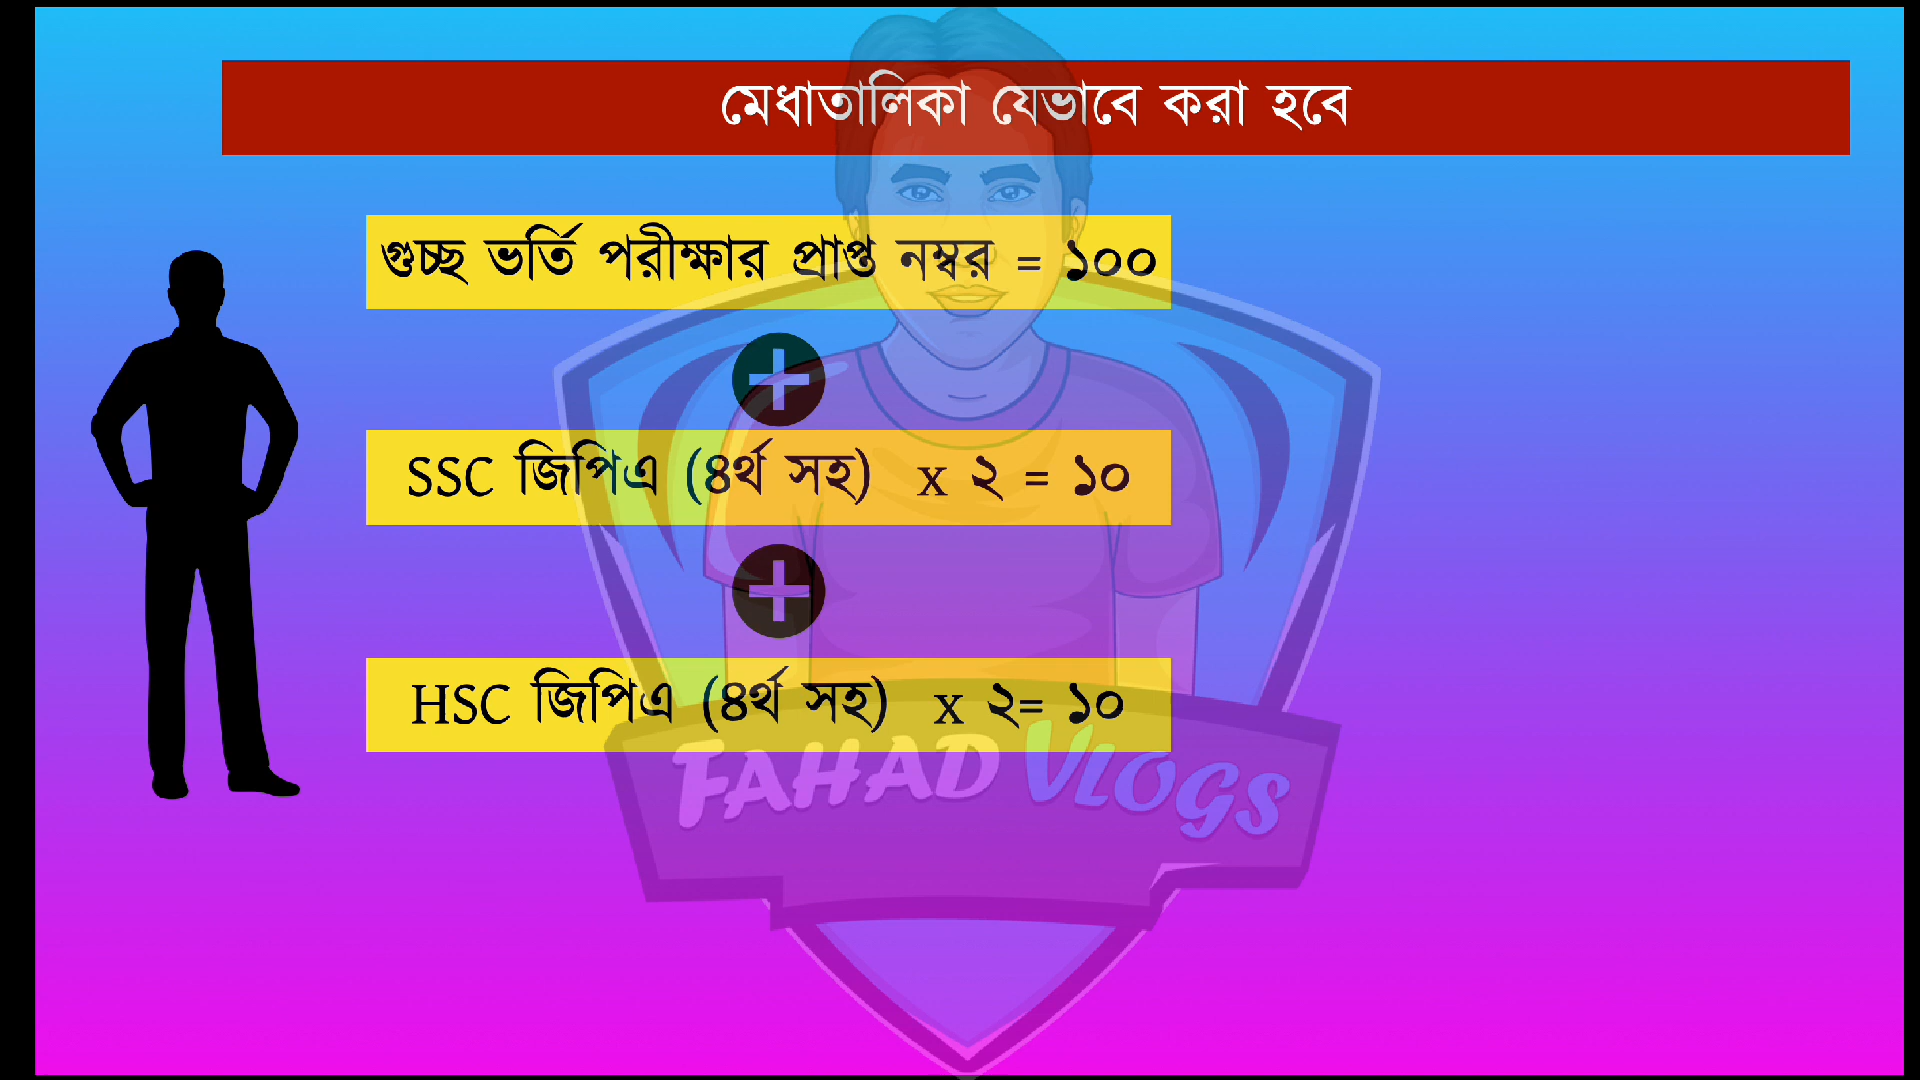 মেধাতালিকা যেভাবে করা হবে
গুচ্ছ ভর্তি পরীক্ষার প্রাপ্ত নম্বর = ১০০
+
SSC জিপিএ (৪র্থ সহ) x ২ = ১০
+
HSC জিপিএ (৪র্থ সহ) x ২= ১০
FAHAD VLOGS